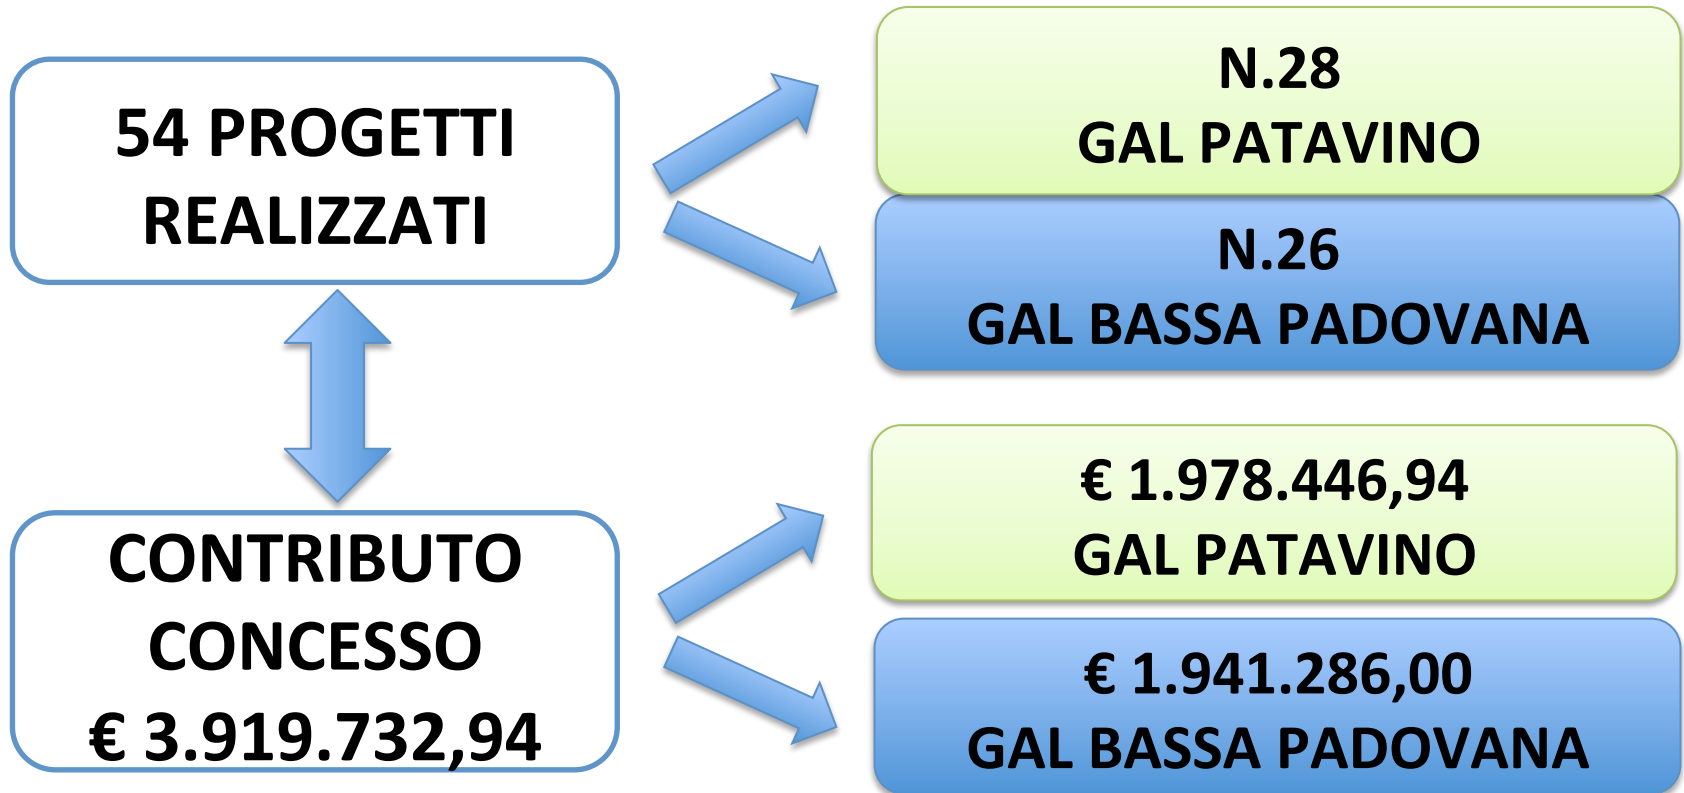 54 PROGETTI
REALIZZATI
N.28
GAL PATAVINO
N.26
GAL BASSA PADOVANA
CONTRIBUTO
CONCESSO
€ 3.919.732,94
€ 1.978.446,94
GAL PATAVINO
€ 1.941.286,00
GAL BASSA PADOVANA